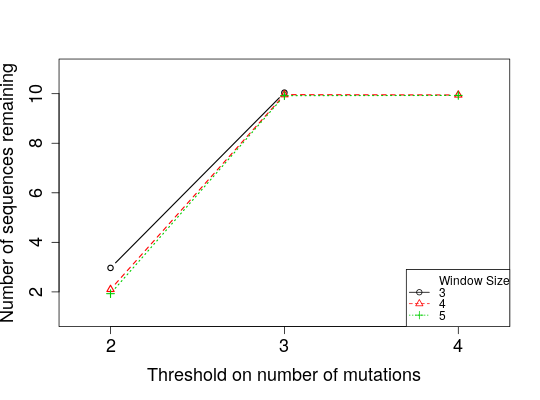 Number of sequences remaining
10
8
6
4
2
Window Size
3
4
5
2 3 4
Threshold on number of mutations